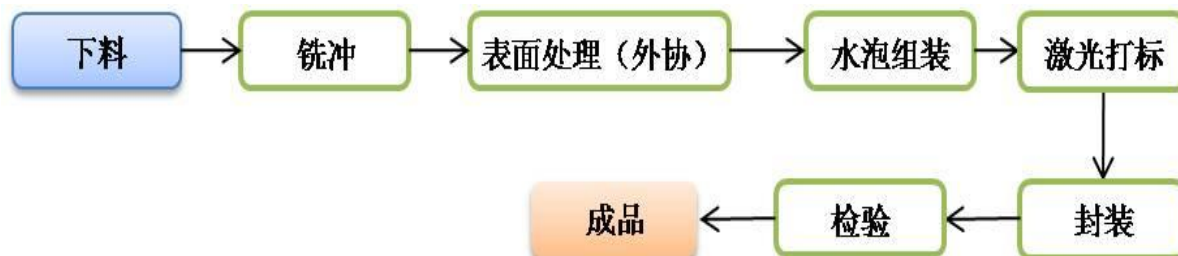 下料
铣冲
表面处理（外协）
水泡组装
激光打标
封装
检验
成品